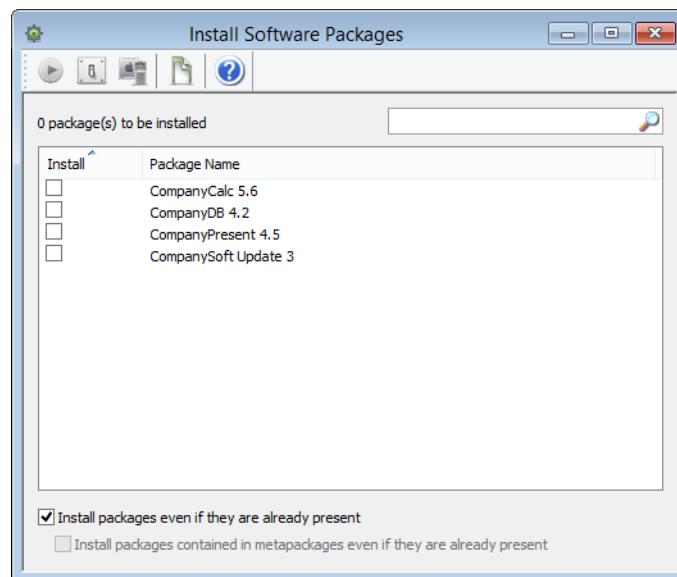 Install Software Packages
0 package(s) to be installed
Install Package Name
CompanyCalc 5.6
CompanyDB 4.2
CompanyPresent 4.5
CompanySoft Update 3
Install packages even if they are already present
Install packages contained in metapackages even if they are already present